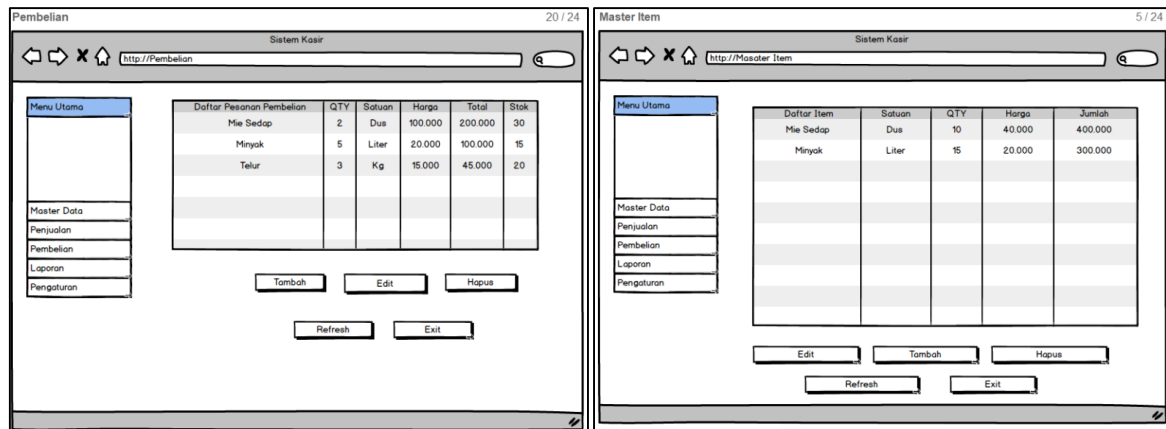 Pembelian 20 / 24
Sistem Kasir
http://Pembelian
Menu Utama
Master Data
Penjualan
Pembelian
Laporan
Pengaturan
Daftar Pesanan Pembelian QTY Satuan Harga Total Stok
Mie Sedap 2 Dus 100.000 200.000 30
Minyak 5 Liter 20.000 100.000 15
Telur 3 Kg 15.000 45.000 20
Tambah Edit Hapus
Refresh Exit
Master Item 5 / 24
Sistem Kasir
http://Masater Item
Menu Utama
Master Data
Penjualan
Pembelian
Laporan
Pengaturan
Daftar Item Satuan QTY Harga Jumlah
Mie Sedap Dus 10 40.000 400.000
Minyak Liter 15 20.000 300.000
Edit Tambah Hapus
Refresh Exit